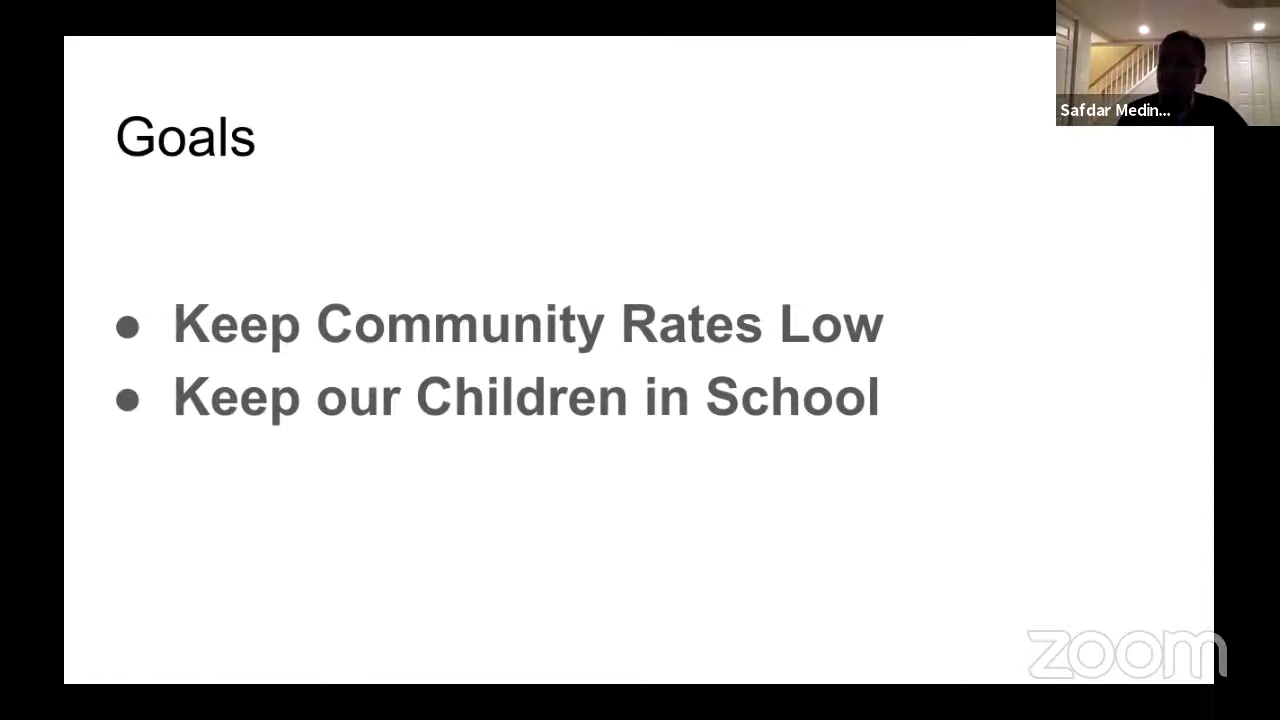 Safdar Medin...
Goals
● Keep Community Rates Low
● Keep our Children in School
zoom